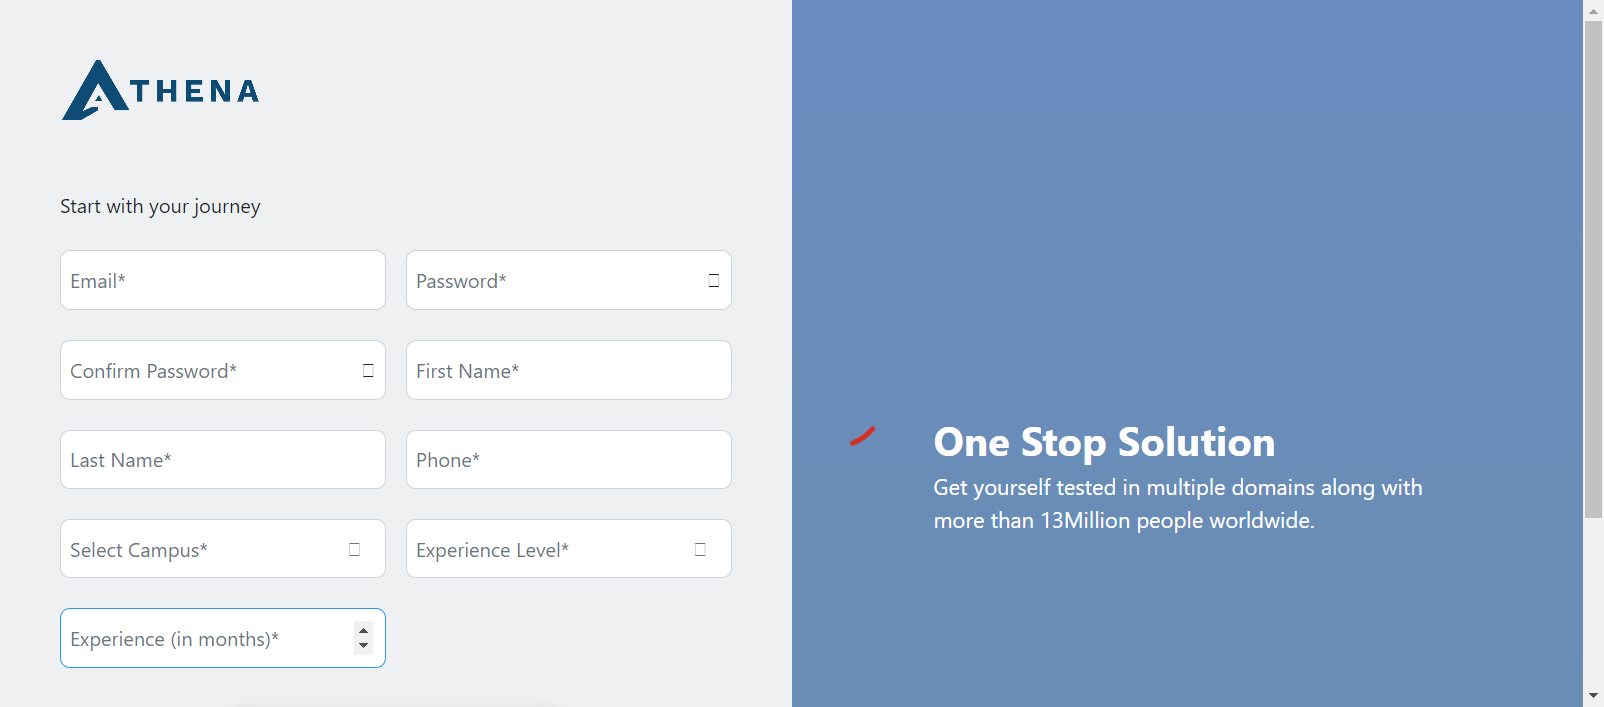 ATHENA
Start with your journey
Email*
Password*
Confirm Password*
First Name*
Last Name*
Phone*
Select Campus*
Experience Level*
Experience (in months)*
One Stop Solution
Get yourself tested in multiple domains along with
more than 13Million people worldwide.